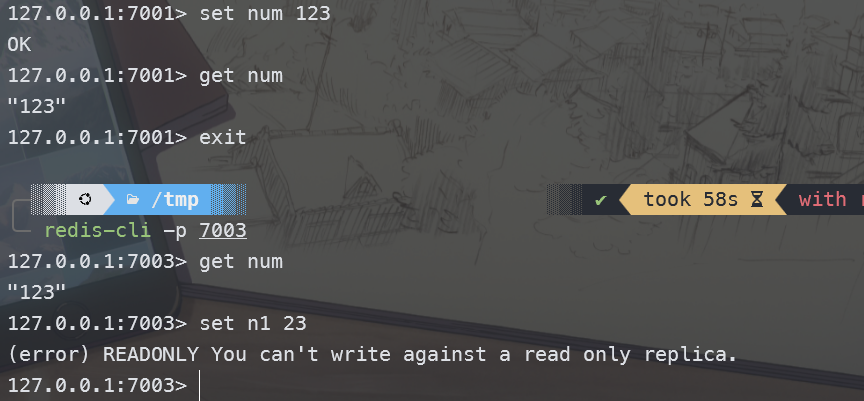 127.0.0.1:7001> set num 123
OK
127.0.0.1:7001> get num
"123"
127.0.0.1:7001> exit
/tmp ✔ took 58s with
redis-cli -p 7003
127.0.0.1:7003> get num
"123"
127.0.0.1:7003> set n1 23
(error) READONLY You can't write against a read only replica.
127.0.0.1:7003>